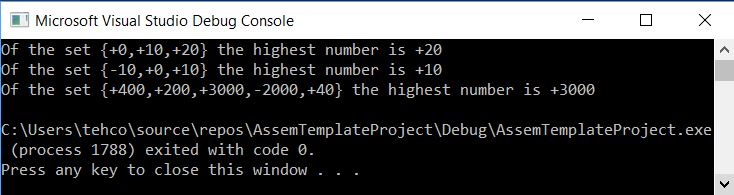 Microsoft Visual Studio Debug Console
Of the set {+0,+10,+20} the highest number is +20
Of the set {-10,+0,+10} the highest number is +10
Of the set {+400,+200,+3000,-2000,+40} the highest number is +3000
C:\Users\tehco\source\repos\AssemTemplateProject\Debug\AssemTemplateProject.exe
(process 1788) exited with code 0.
Press any key to close this window . . .